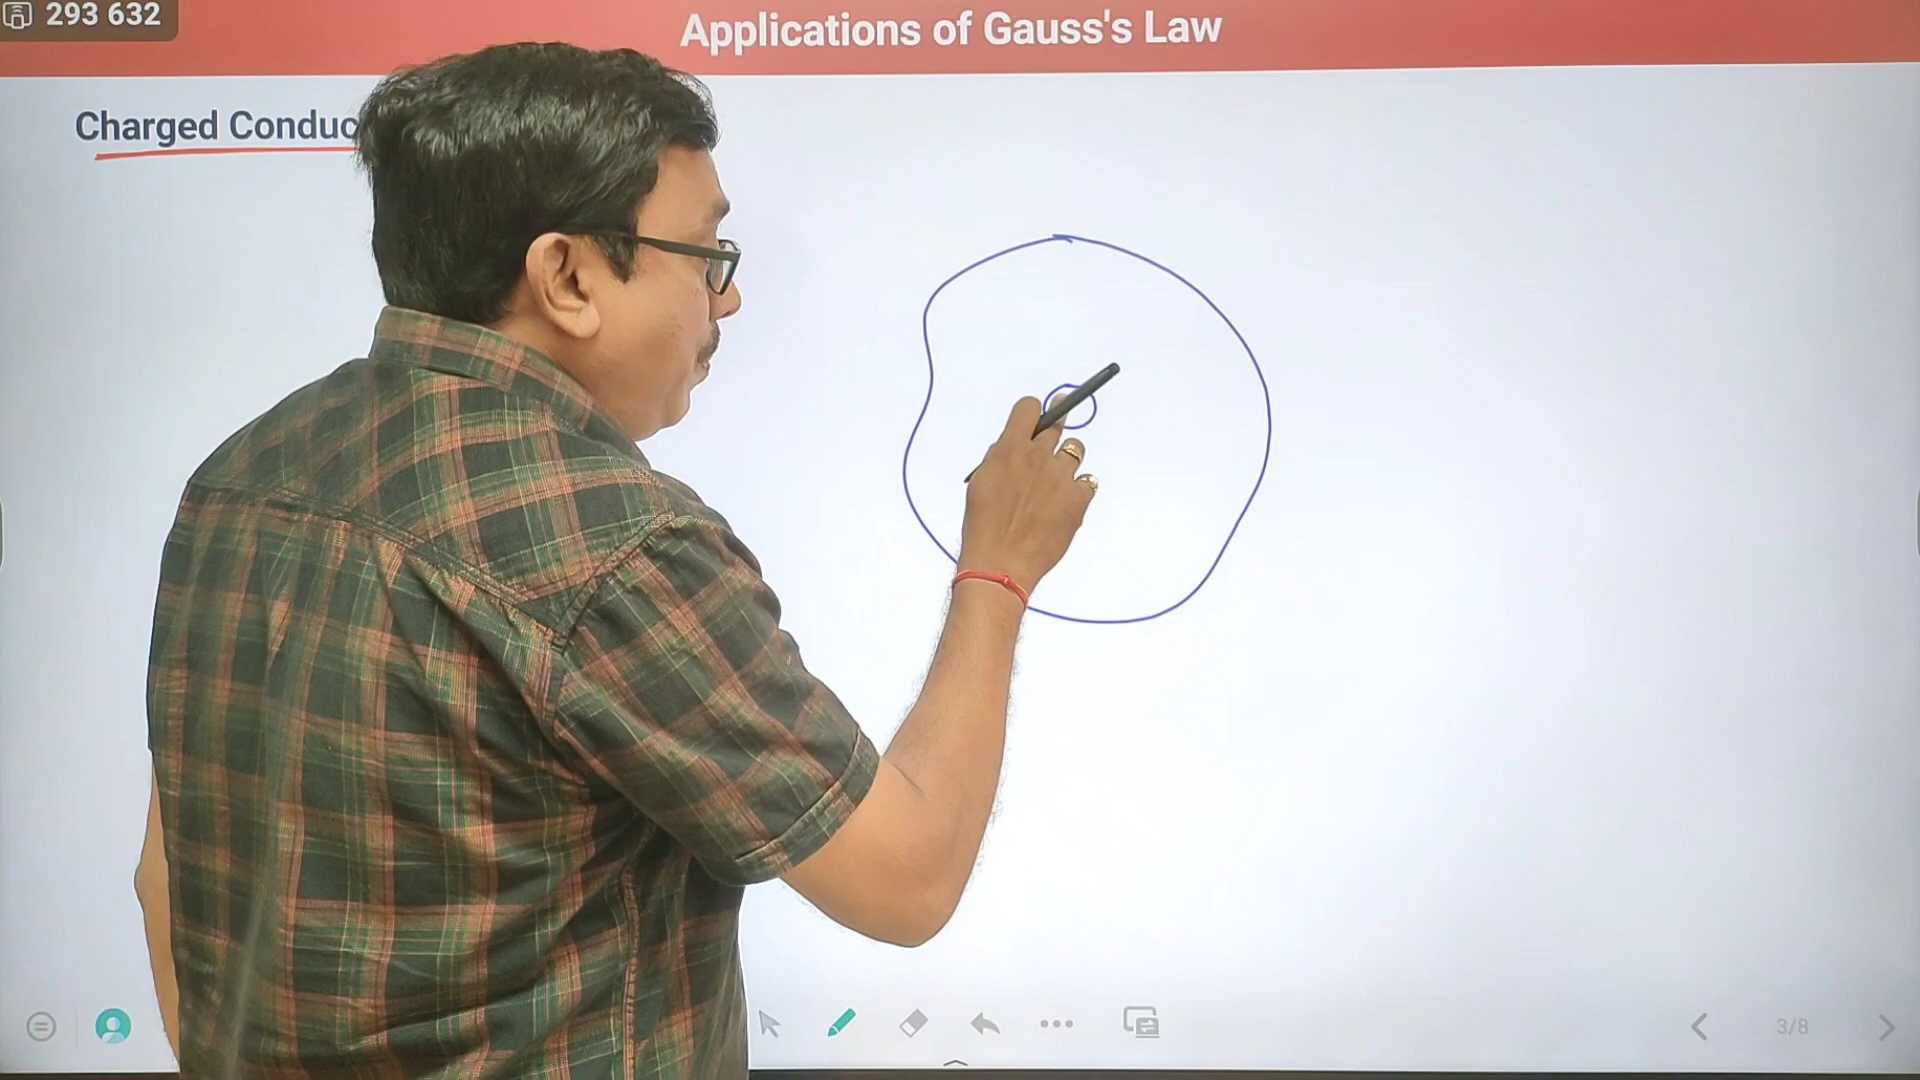 293 632
Applications of Gauss's Law
Charged Conduc
3/8